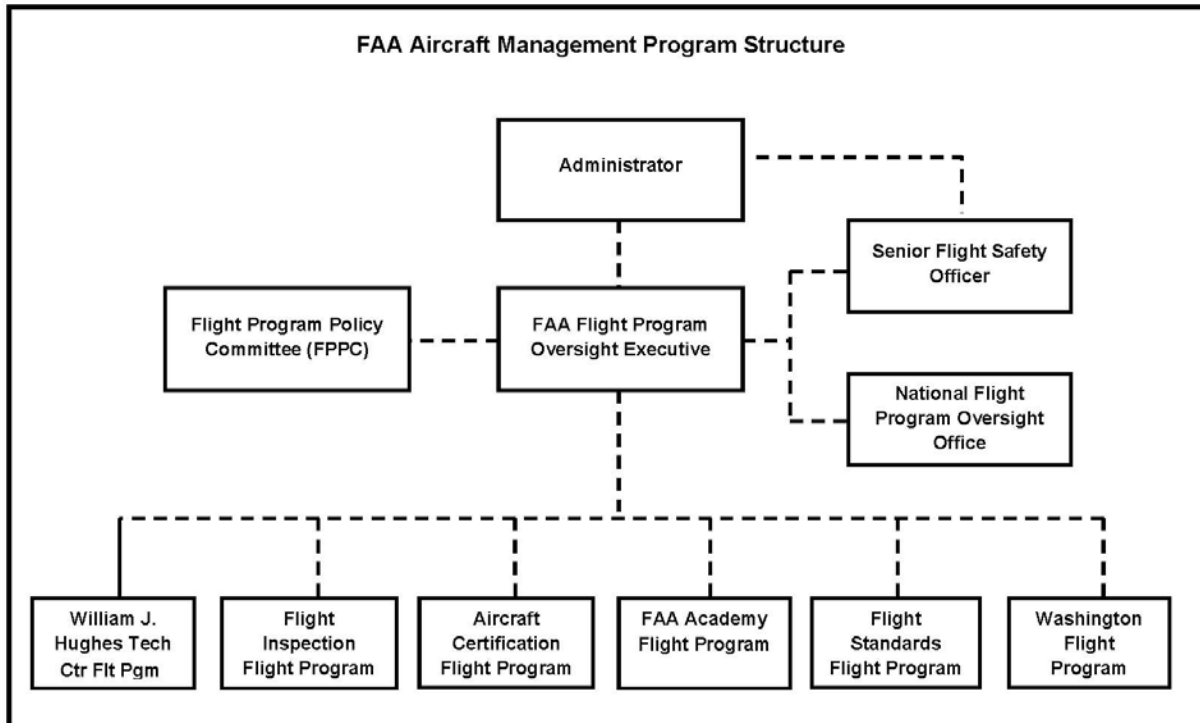 FAA Aircraft Management Program Structure
Administrator
Senior Flight Safety
Officer
Flight Program Policy
Committee (FPPC)
FAA Flight Program
Oversight Executive
National Flight
Program Oversight
Office
William J.
Hughes Tech
Ctr Flt Pgm
Flight
Inspection
Flight Program
Aircraft
Certification
Flight Program
FAA Academy
Flight Program
Flight
Standards
Flight Program
Washington
Flight
Program